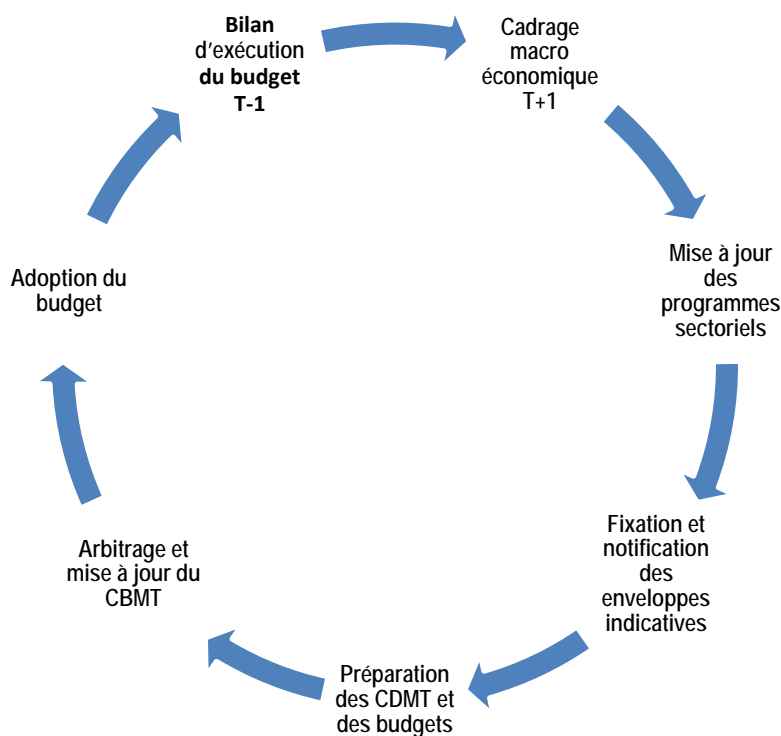 Bilan
d'exécution
du budget
T-1
Cadrage
macro
économique
T+1
Mise à jour
des
programmes
sectoriels
Fixation et
notification
des
enveloppes
indicatives
Préparation
des CDMT et
des budgets
Arbitrage et
mise à jour du
CBMT
Adoption du
budget